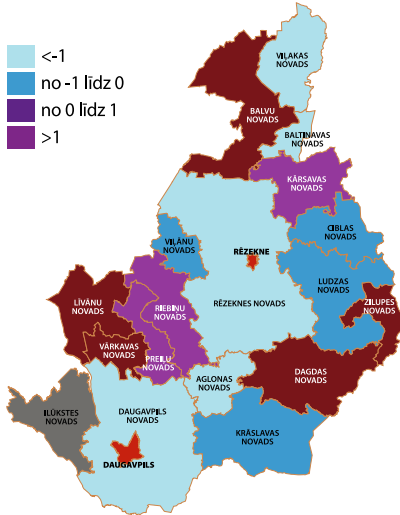 <-1
no -1 līdz 0
no 0 līdz 1
>1
VIĻAKAS
NOVADS
BALVU
NOVADS
BALTINAVAS
NOVADS
KĀRSAVAS
NOVADS
CIBLAS
NOVADS
VIĻĀNU
NOVADS
RĒZEKNE
LUDZAS
NOVADS
ZILUPES
NOVADS
LĪVĀNU
NOVADS
RIEBIŅU
NOVADS
RĒZEKNES NOVADS
VĀRKAVAS
NOVADS
PREIĻU
NOVADS
AGLONAS
NOVADS
DAGDAS
NOVADS
ILŪKSTES
NOVADS
DAUGAVPILS
NOVADS
KRĀSLAVAS
NOVADS
DAUGAVPILS